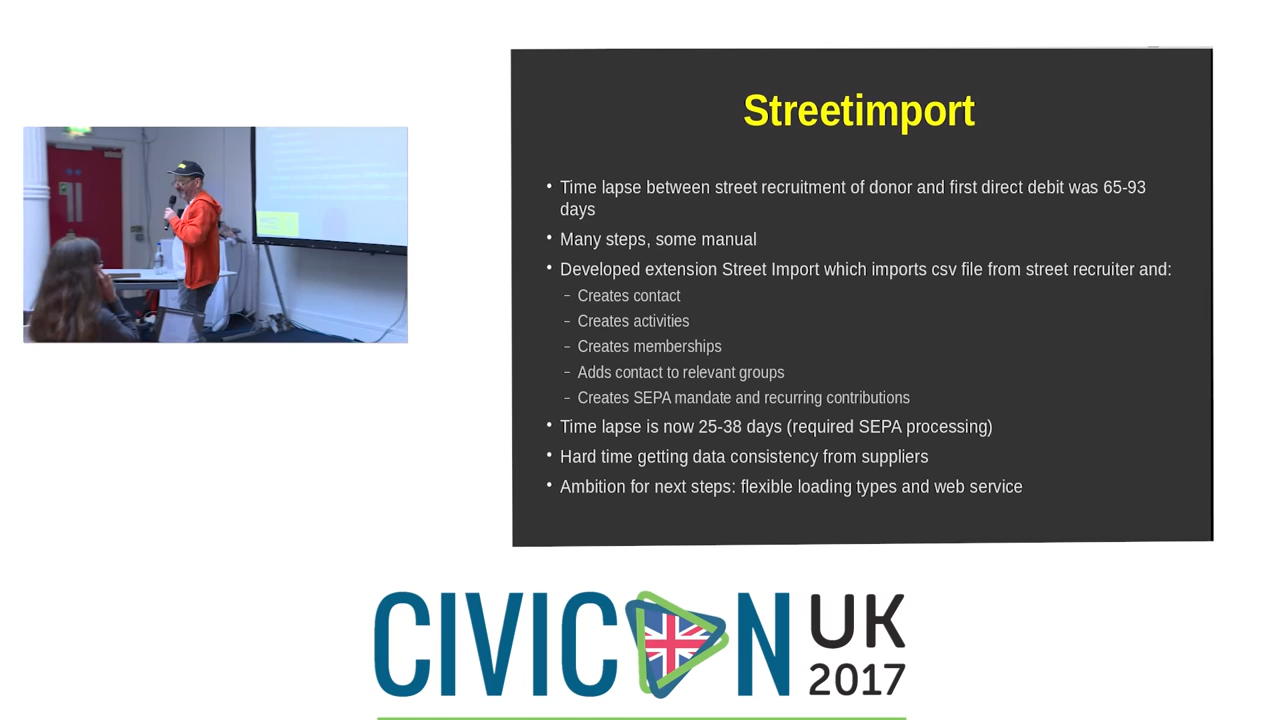 Streetimport
• Time lapse between street recruitment of donor and first direct debit was 65-93
days
• Many steps, some manual
• Developed extension Street Import which imports csv file from street recruiter and:
– Creates contact
– Creates activities
– Creates memberships
– Adds contact to relevant groups
– Creates SEPA mandate and recurring contributions
• Time lapse is now 25-38 days (required SEPA processing)
• Hard time getting data consistency from suppliers
• Ambition for next steps: flexible loading types and web service
CIVICON UK
2017